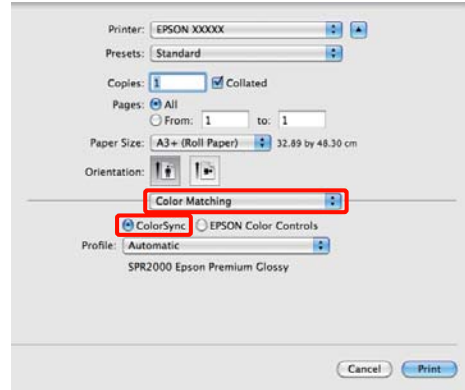 Printer: EPSON XXXXX
Presets: Standard
Copies: 1 Collated
Pages: All
From: 1 to: 1
Paper Size: A3+ (Roll Paper) 32.89 by 48.30 cm
Orientation:
Color Matching
ColorSync EPSON Color Controls
Profile: Automatic
SPR2000 Epson Premium Glossy
Cancel Print